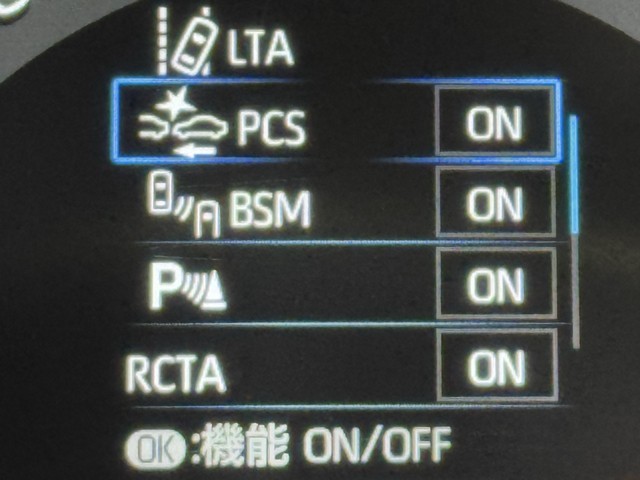 LTA
PCS ON
BSM ON
P ON
RCTA ON
OK:機能 ON/OFF